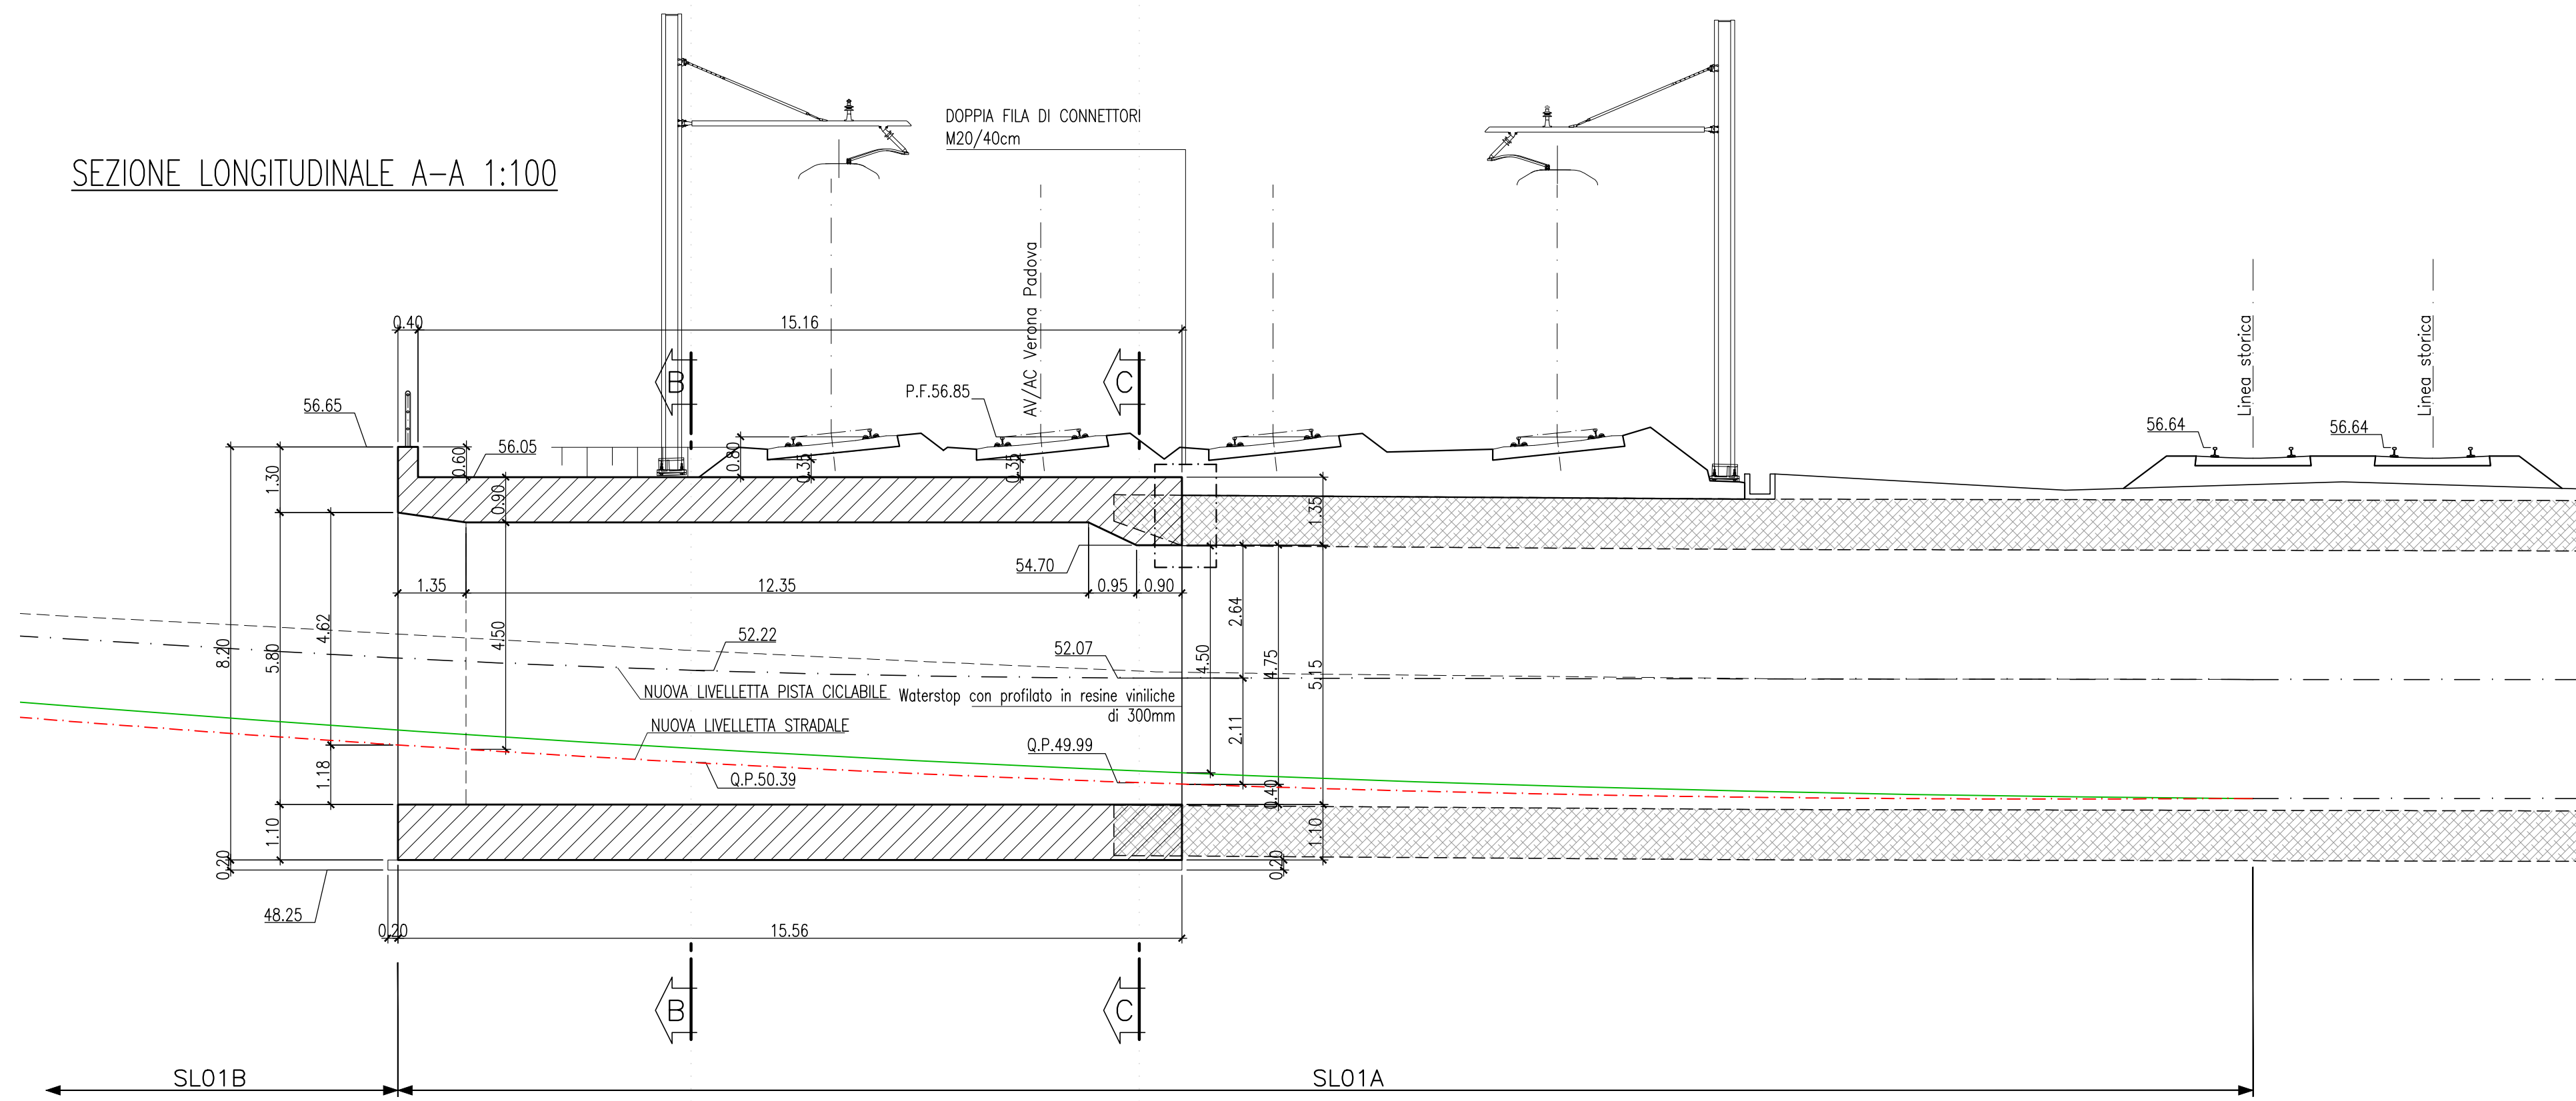 DOPPIA FILA DI CONNETTORI
M20/40cm
SEZIONE LONGITUDINALE A-A 1:100
AV/AC Verona Padova
Linea storica
Linea storica
0.40
15.16
B
C
P.F.56.85
56.65
56.05
56.64
56.64
0.60
0.80
0.35
0.35
1.30
0.90
1.35
54.70
1.35
12.35
0.95
0.90
2.64
4.62
4.50
8.20
5.80
52.22
52.07
4.50
4.75
5.15
NUOVA LIVELLETTA PISTA CICLABILE
Waterstop con profilato in resine viniliche
di 300mm
NUOVA LIVELLETTA STRADALE
2.11
Q.P.49.99
Q.P.50.39
1.18
0.40
1.10
1.10
0.20
0.20
48.25
0.20
15.56
B
C
SL01B
SL01A